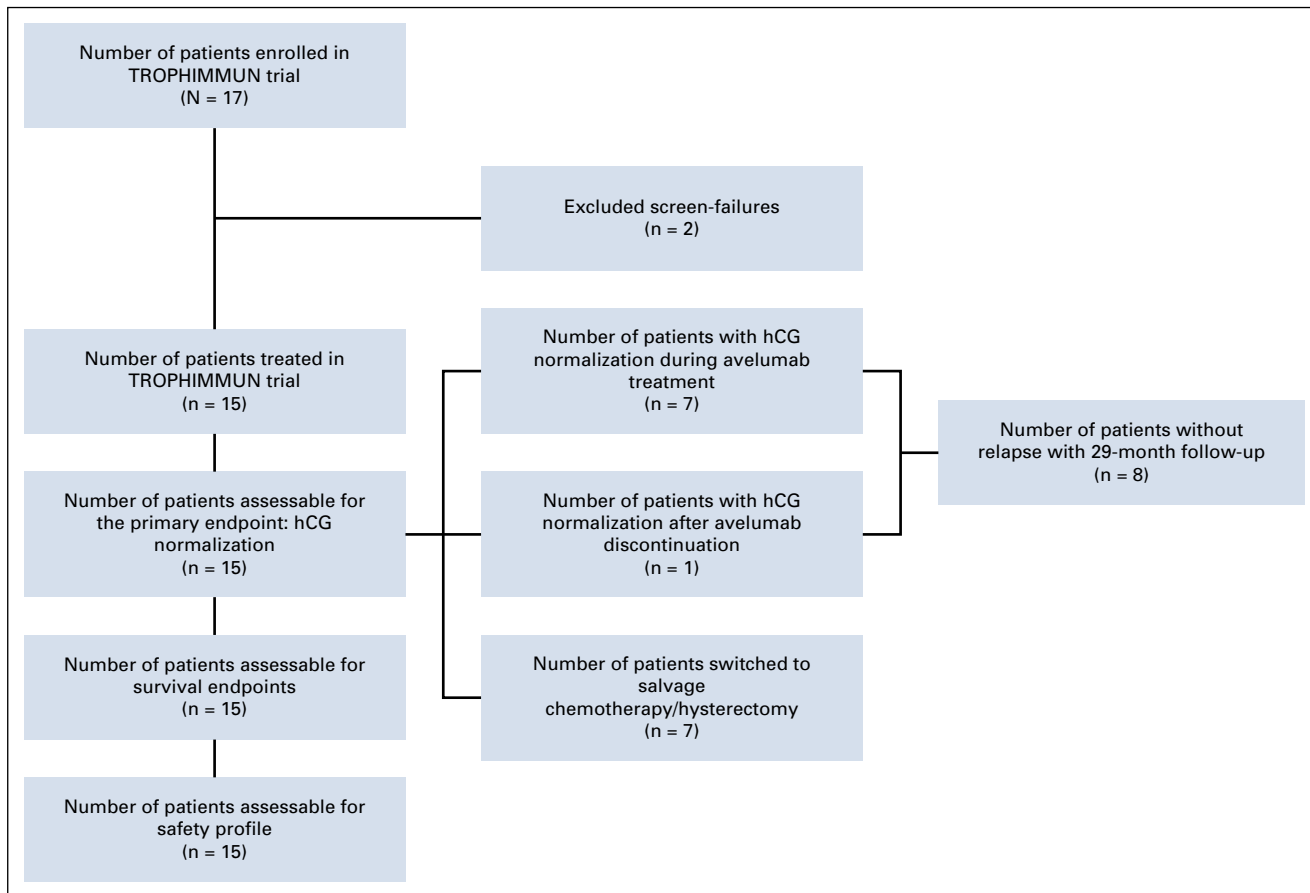 Number of patients enrolled in
TROPHIMMUN trial
(N = 17)
Excluded screen-failures
(n = 2)
Number of patients treated in
TROPHIMMUN trial
(n = 15)
Number of patients with hCG
normalization during avelumab
treatment
(n = 7)
Number of patients without
relapse with 29-month follow-up
(n = 8)
Number of patients assessable for
the primary endpoint: hCG
normalization
(n = 15)
Number of patients with hCG
normalization after avelumab
discontinuation
(n = 1)
Number of patients assessable for
survival endpoints
(n = 15)
Number of patients switched to
salvage
chemotherapy/hysterectomy
(n = 7)
Number of patients assessable for
safety profile
(n = 15)